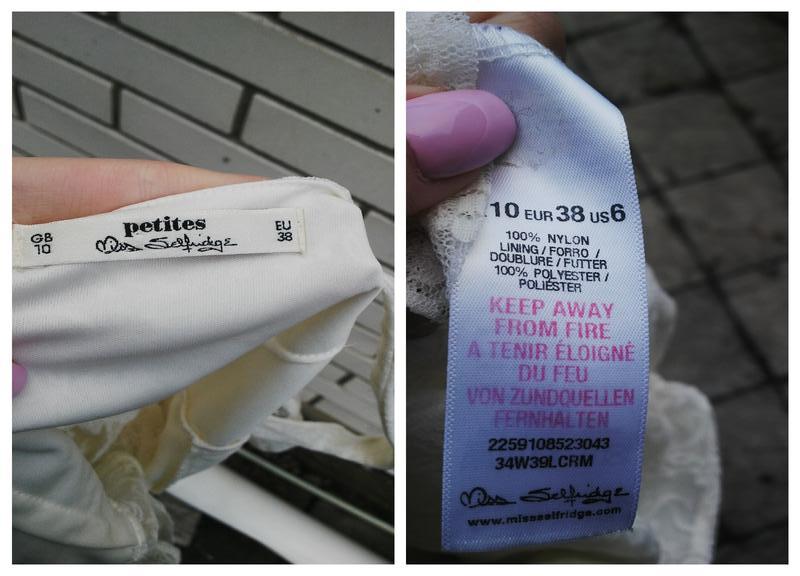 petites
Miss Selfridge
GB
10
EU
38
10 EUR 38 US 6
100% NYLON
LINING / FORRO /
DOUBLURE / FUTTER
100% POLYESTER /
POLIÉSTER
KEEP AWAY
FROM FIRE
A TENIR ÉLOIGNÉ
DU FEU
VON ZUNDQUELLEN
FERNHALTEN
2259108523043
34W39LCRM
Miss Selfridge
www.missselfridge.com